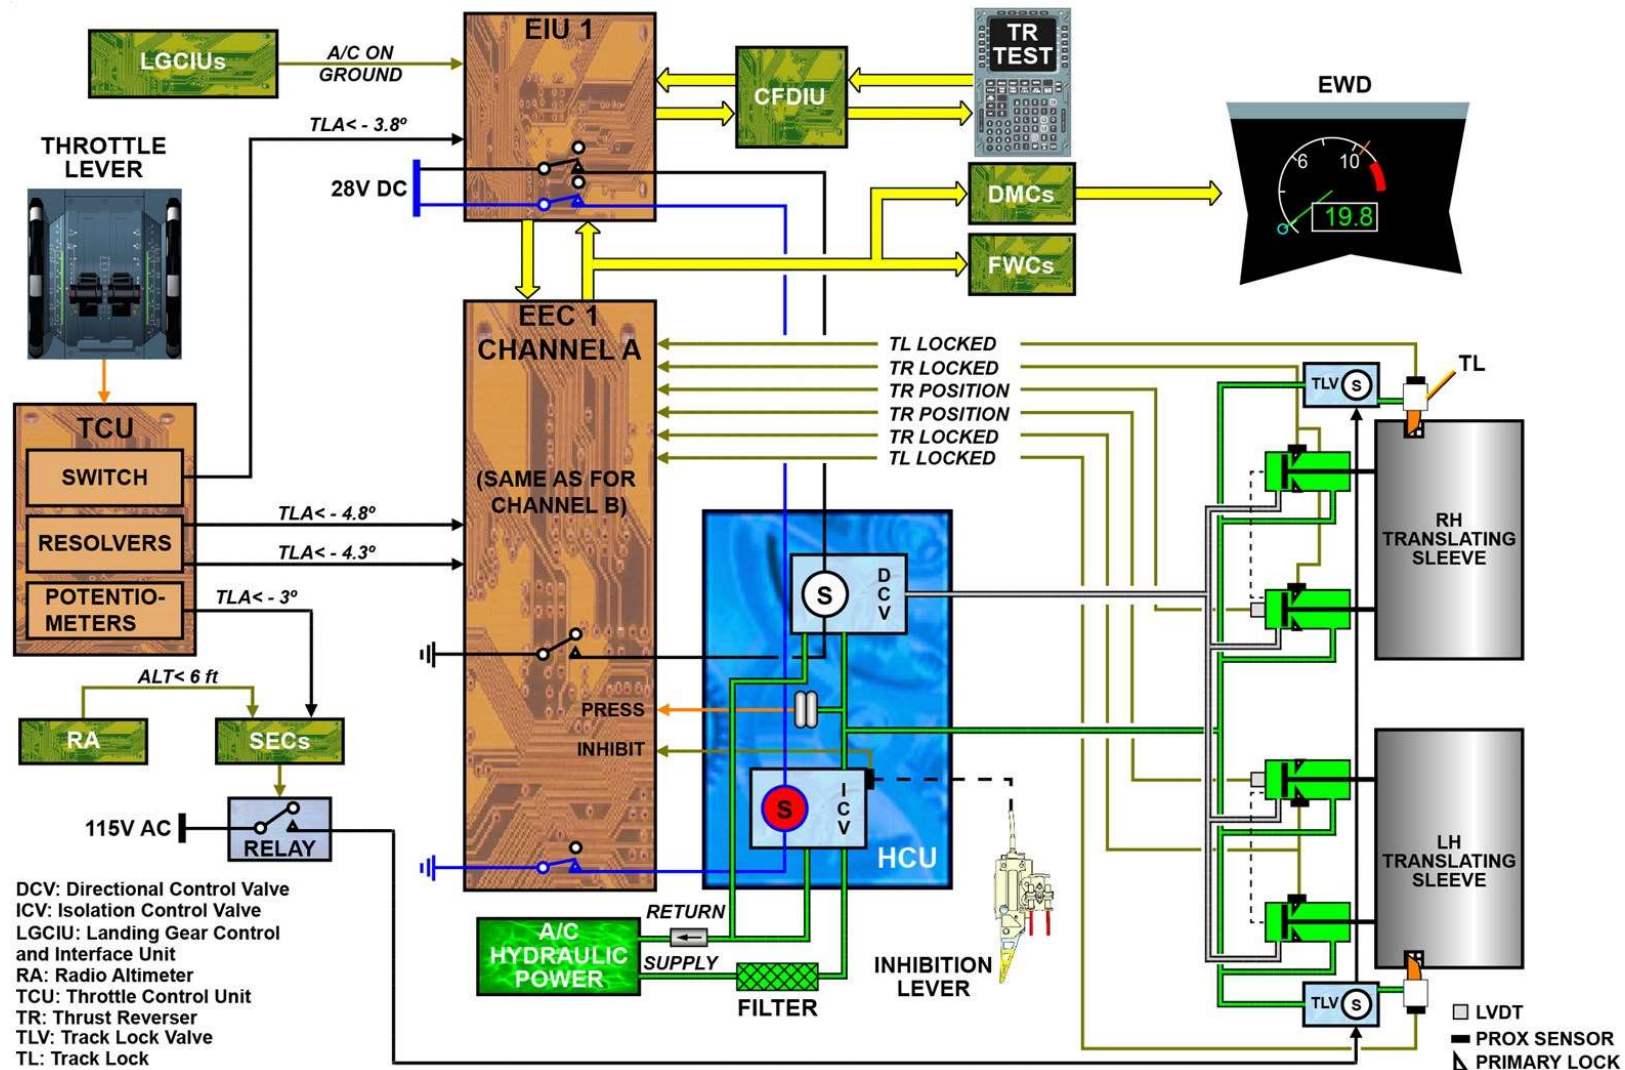 EIU 1
LGCIUs
A/C ON
GROUND
TR
TEST
CFDIU
EWD
TLA< - 3.8º
THROTTLE
LEVER
28V DC
6
10
19.8
DMCs
FWCs
EEC 1
CHANNEL A
(SAME AS FOR
CHANNEL B)
TL LOCKED
TR LOCKED
TR POSITION
TR POSITION
TR LOCKED
TL LOCKED
TLV
S
TL
TCU
SWITCH
RESOLVERS
POTENTIO-
METERS
TLA< - 4.8º
TLA< - 4.3º
TLA< - 3º
RH
TRANSLATING
SLEEVE
S
D
C
V
ALT< 6 ft
RA
SECs
PRESS
INHIBIT
115V AC
RELAY
S
I
C
V
HCU
LH
TRANSLATING
SLEEVE
DCV: Directional Control Valve
ICV: Isolation Control Valve
LGCIU: Landing Gear Control
and Interface Unit
RA: Radio Altimeter
TCU: Throttle Control Unit
TR: Thrust Reverser
TLV: Track Lock Valve
TL: Track Lock
A/C
HYDRAULIC
POWER
RETURN
SUPPLY
FILTER
INHIBITION
LEVER
TLV
S
LVDT
PROX SENSOR
PRIMARY LOCK